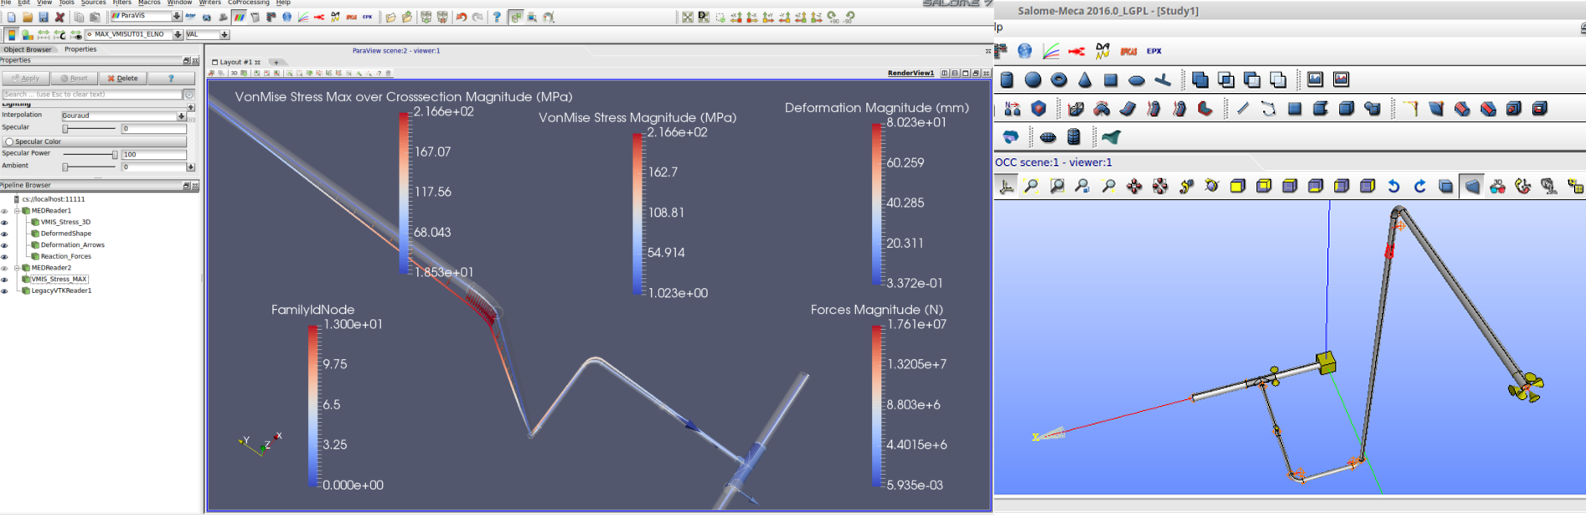 File Edit View Tools Sources Filters Macros Window Writers CoProcessing Help
SALOME 7
ParaVIS
MAX_VMISUT01_ELNO
VAL
Object Browser
Properties
Properties
Apply
Reset
Delete
?
Search ... (use Esc to clear text)
Lighting
Interpolation
Gouraud
Specular
0
Specular Color
Specular Power
100
Ambient
0
Pipeline Browser
cs://localhost:11111
MEDReader1
VMIS_Stress_3D
DeformedShape
Deformation_Arrows
Reaction_Forces
MEDReader2
VMIS_Stress_MAX
LegacyVTKReader1
ParaView scene:2 - viewer:1
Layout #1
RenderView1
VonMise Stress Max over Crosssection Magnitude (MPa)
2.166e+02
167.07
117.56
68.043
1.853e+01
VonMise Stress Magnitude (MPa)
2.166e+02
162.7
108.81
54.914
1.023e+00
Deformation Magnitude (mm)
8.023e+01
60.259
40.285
20.311
3.372e-01
FamilyIdNode
1.300e+01
9.75
6.5
3.25
0.000e+00
Forces Magnitude (N)
1.761e+07
1.3205e+7
8.803e+6
4.4015e+6
5.935e-03
Y
Z
X
Salome-Meca 2016.0_LGPL - [Study1]
lp
EPX
OCC scene:1 - viewer:1
X